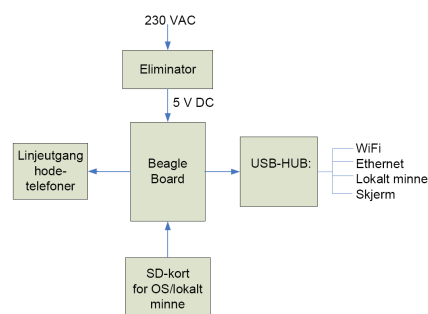 230 VAC
Eliminator
5 V DC
Linjeutgang
hode-
telefoner
Beagle
Board
USB-HUB:
WiFi
Ethernet
Lokalt minne
Skjerm
SD-kort
for OS/lokalt
minne